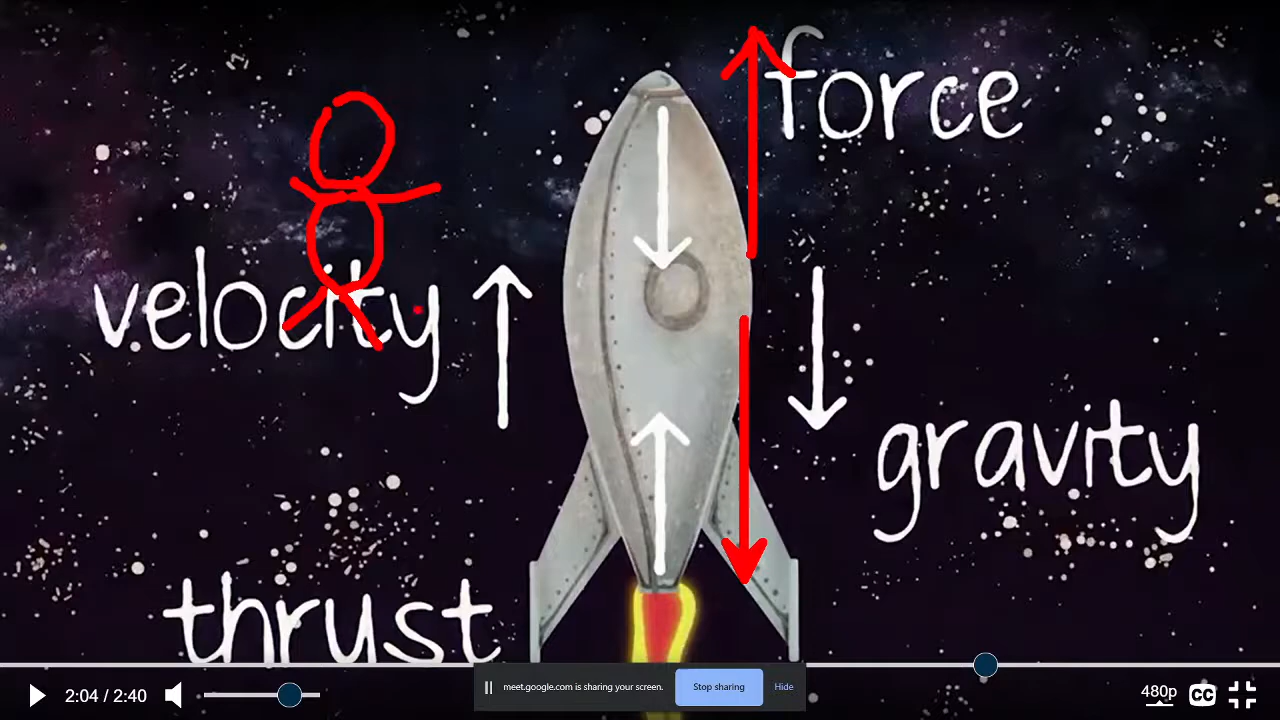 force
velocity
gravity
thrust
meet.google.com is sharing your screen.
Stop sharing
Hide
2:04 / 2:40
480p
CC